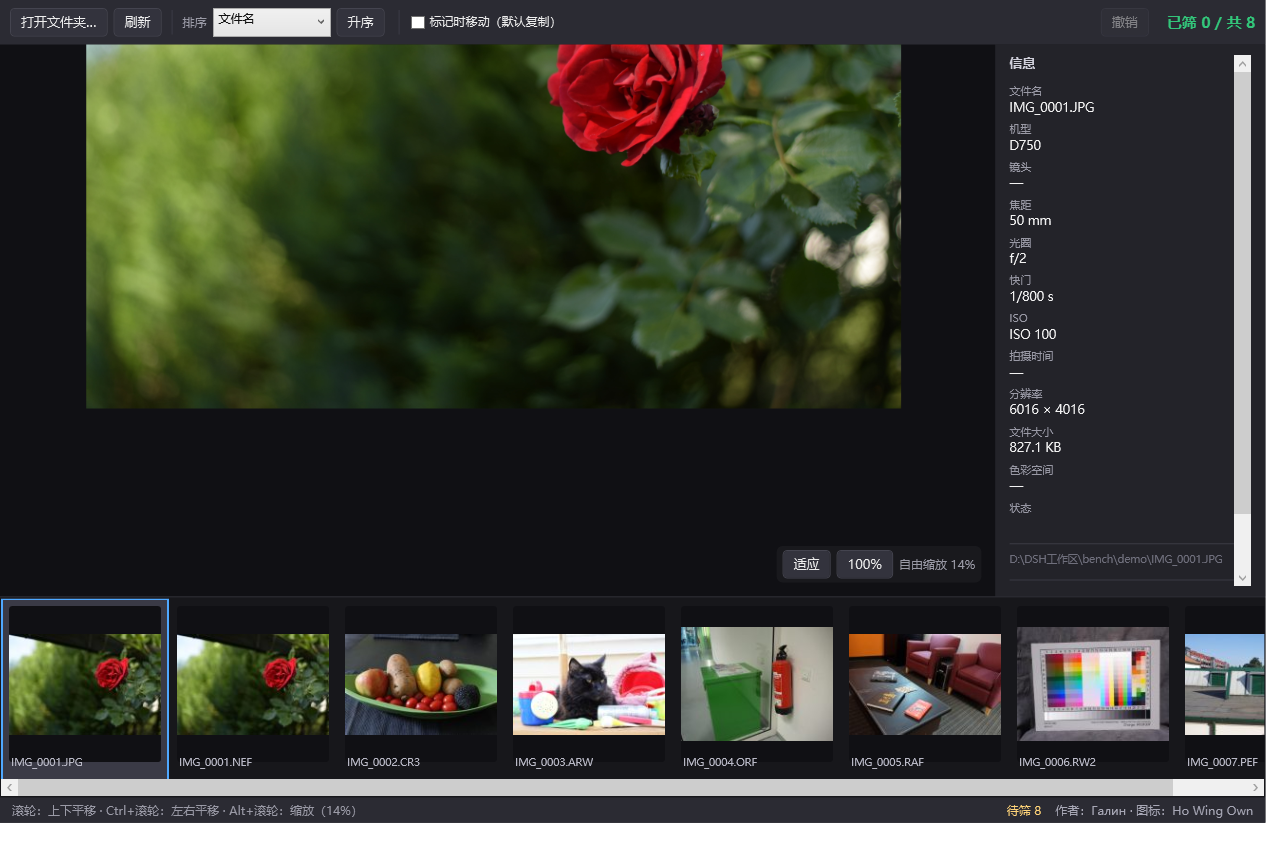 打开文件夹... 刷新 排序 文件名 升序 标记时移动（默认复制） 撤销 已筛 0 / 共 8
信息
文件名
IMG_0001.JPG
机型
D750
镜头
—
焦距
50 mm
光圈
f/2
快门
1/800 s
ISO
ISO 100
拍摄时间
—
分辨率
6016 × 4016
文件大小
827.1 KB
色彩空间
—
状态
D:\DSH工作区\bench\demo\IMG_0001.JPG
适应 100% 自由缩放 14%
IMG_0001.JPG IMG_0001.NEF IMG_0002.CR3 IMG_0003.ARW IMG_0004.ORF IMG_0005.RAF IMG_0006.RW2 IMG_0007.PEF
滚轮：上下平移 · Ctrl+滚轮：左右平移 · Alt+滚轮：缩放（14%） 待筛 8 作者：Галин · 图标：Ho Wing Own